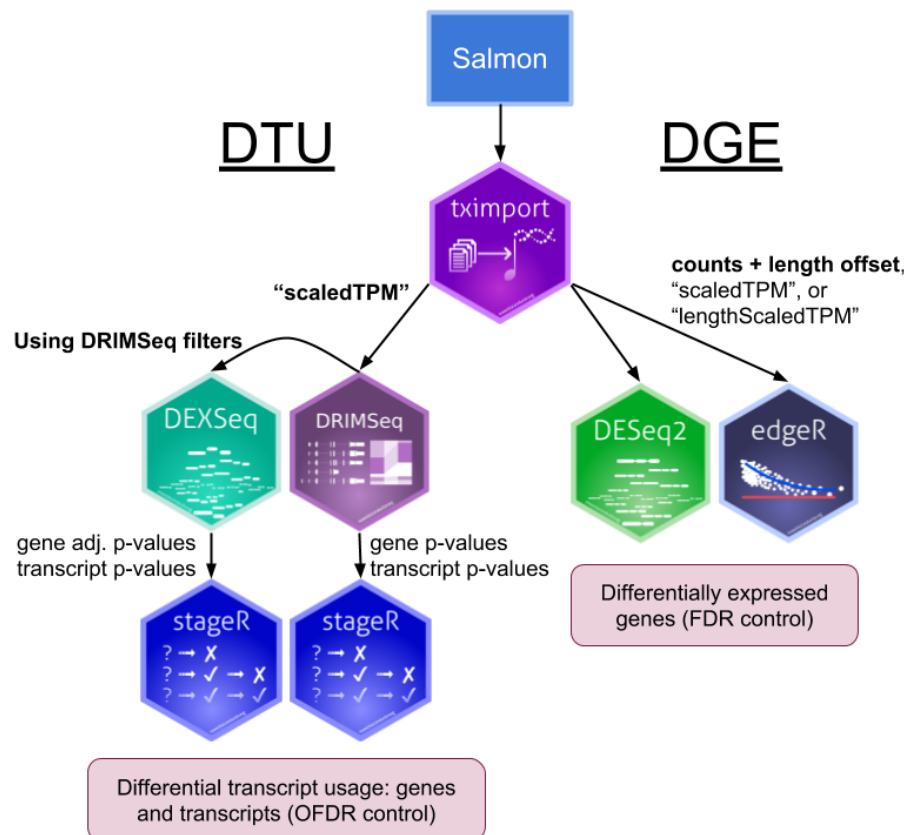 Salmon
DTU
DGE
tximport
“scaledTPM”
counts + length offset,
“scaledTPM”, or
“lengthScaledTPM”
Using DRIMSeq filters
DEXSeq
DRIMSeq
DESeq2
edgeR
gene adj. p-values
transcript p-values
gene p-values
transcript p-values
stageR
? → ✗
? → ✓ → ✗
? → ✓ → ✓
stageR
? → ✗
? → ✓ → ✗
? → ✓ → ✓
Differentially expressed
genes (FDR control)
Differential transcript usage: genes
and transcripts (OFDR control)